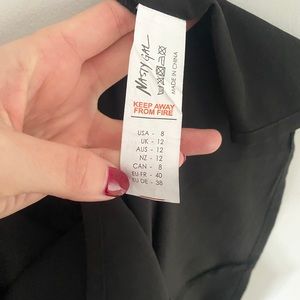 NASTY GAL
MADE IN CHINA
KEEP AWAY
FROM FIRE
USA - 8
UK - 12
AUS - 12
NZ - 12
CAN - 8
EU-FR - 40
EU-DE - 38